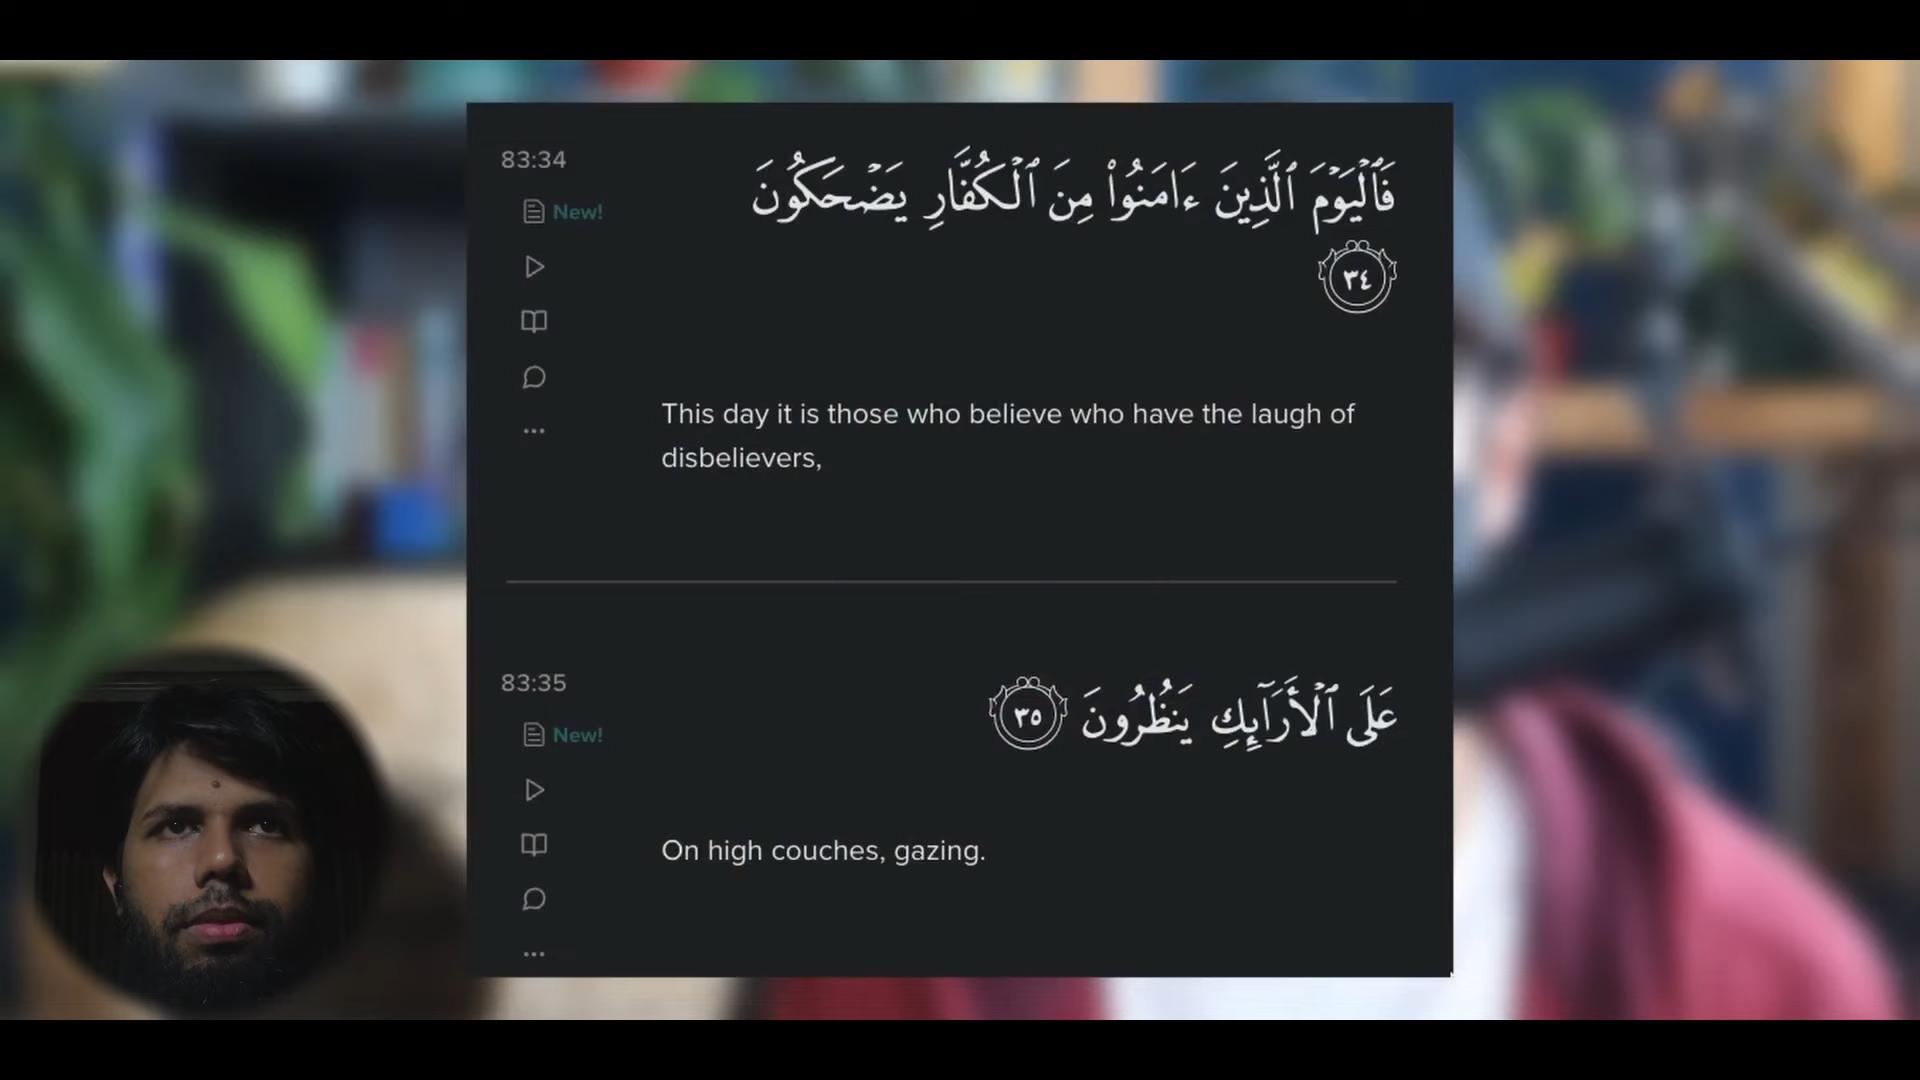 83:34
فَٱلْيَوْمَ ٱلَّذِينَ ءَامَنُوا۟ مِنَ ٱلْكُفَّارِ يَضْحَكُونَ
٣٤
New!
This day it is those who believe who have the laugh of
disbelievers,
83:35
عَلَى ٱلْأَرَآئِكِ يَنظُرُونَ ٣٥
New!
On high couches, gazing.